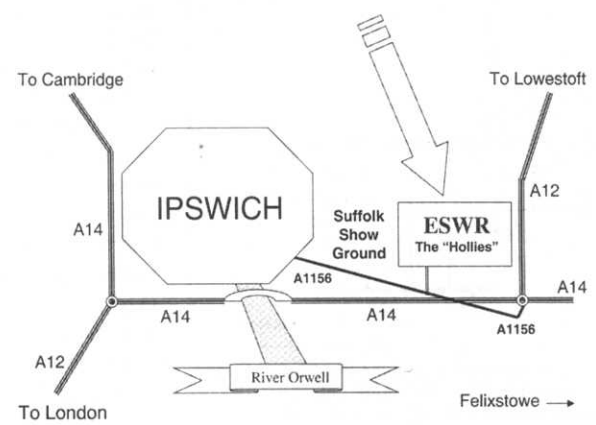 To Cambridge
To Lowestoft
A12
IPSWICH
Suffolk
Show
Ground
ESWR
The "Hollies"
A14
A1156
A14
A14
A14
A1156
A12
River Orwell
Felixstowe
To London